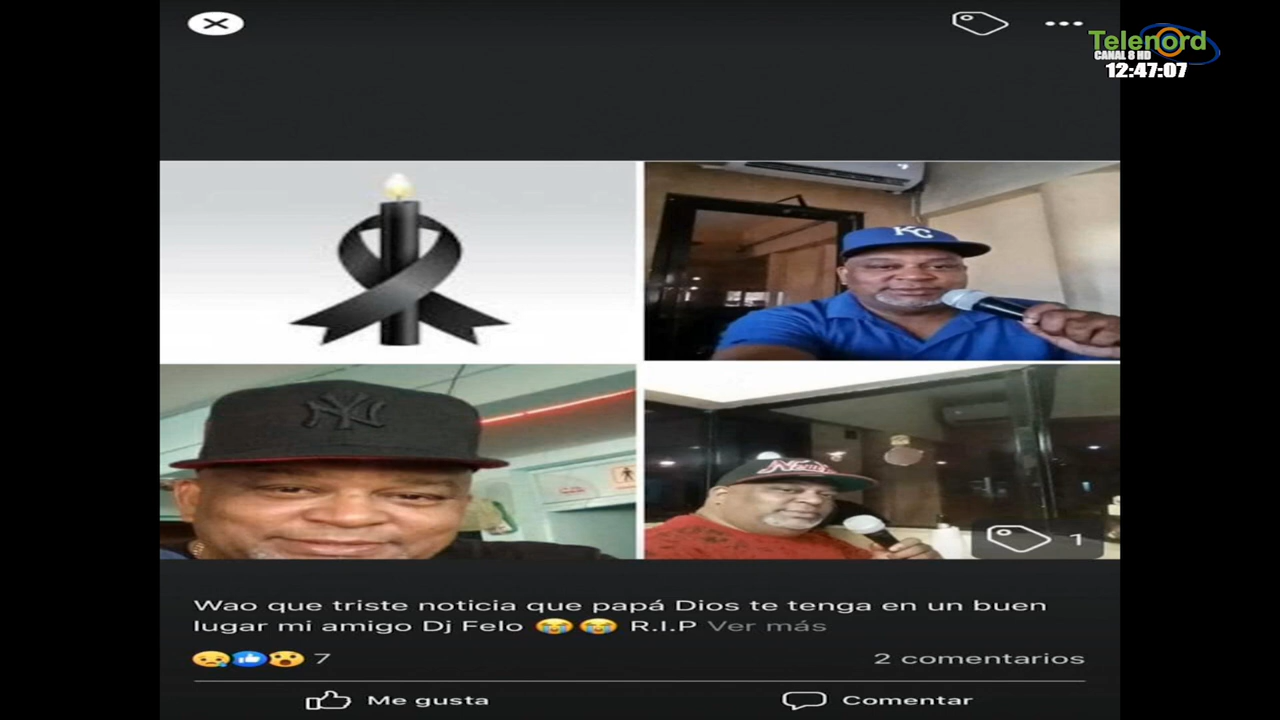 Telenord
CANAL 8 HD
12:47:07
KC
NY
Wao que triste noticia que papá Dios te tenga en un buen
lugar mi amigo Dj Felo 😭😭 R.I.P Ver más
7
2 comentarios
Me gusta
Comentar
1